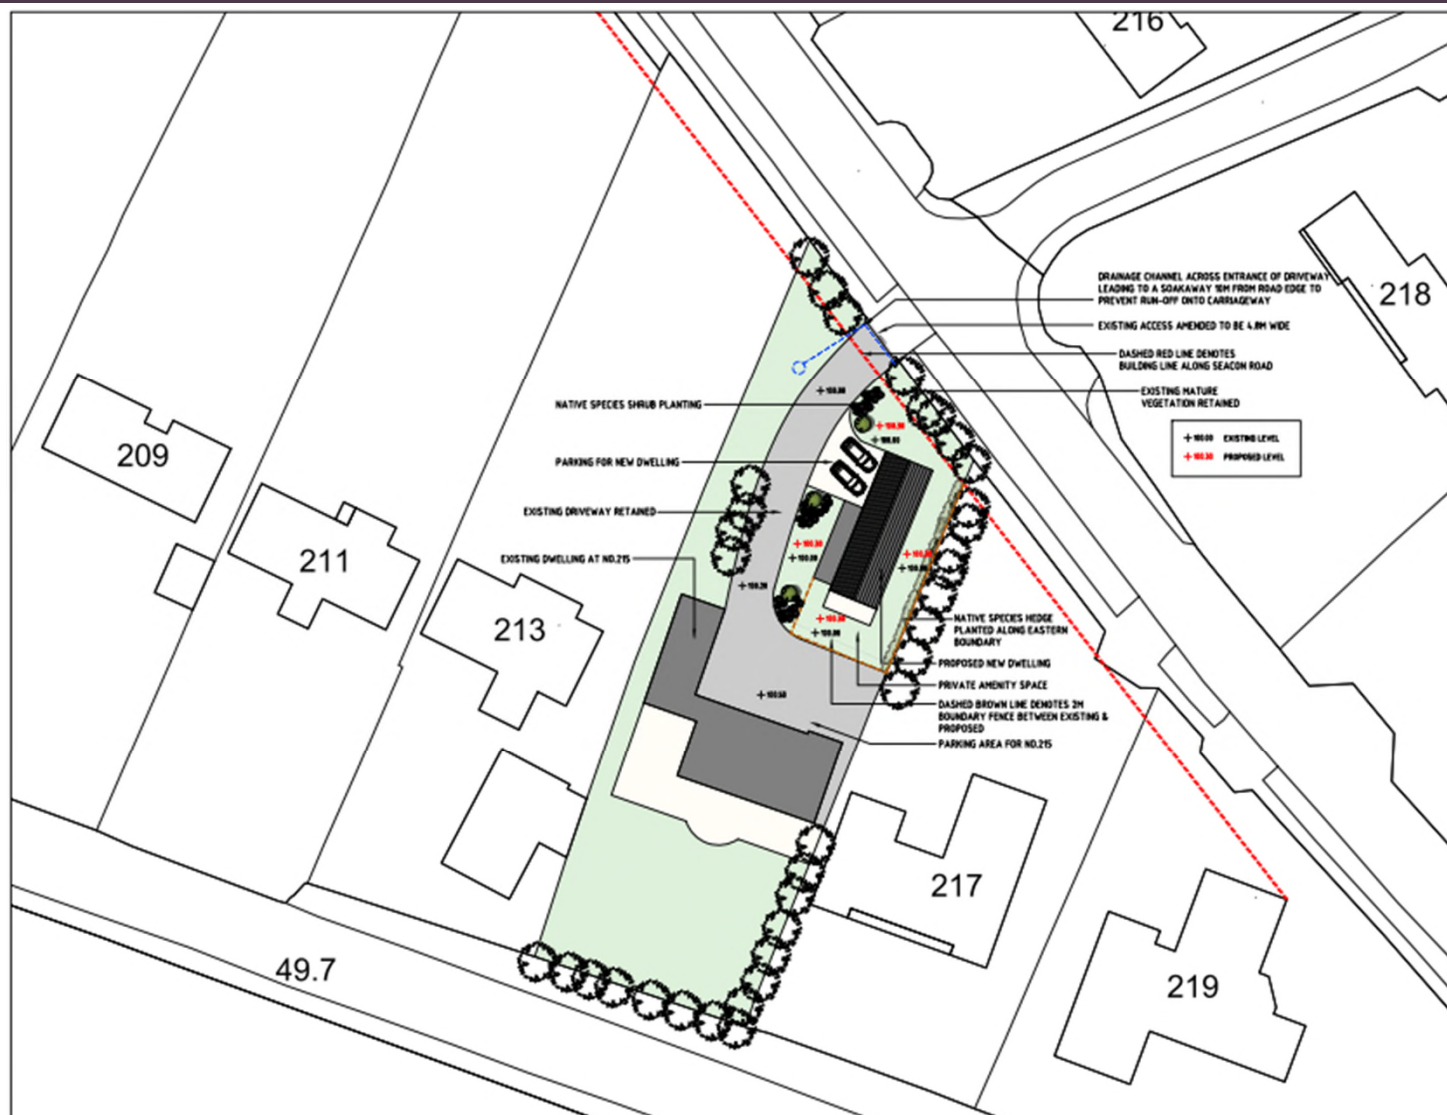 216
DRAINAGE CHANNEL ACROSS ENTRANCE OF DRIVEWAY
LEADING TO A SOAKAWAY 10M FROM ROAD EDGE TO
PREVENT RUN-OFF ONTO CARRIAGEWAY
218
EXISTING ACCESS AMENDED TO BE 4.8M WIDE
DASHED RED LINE DENOTES
BUILDING LINE ALONG SEACON ROAD
EXISTING MATURE
VEGETATION RETAINED
NATIVE SPECIES SHRUB PLANTING
+100.00 EXISTING LEVEL
+100.50 PROPOSED LEVEL
209
PARKING FOR NEW DWELLING
EXISTING DRIVEWAY RETAINED
211
EXISTING DWELLING AT NO.215
213
NATIVE SPECIES HEDGE
PLANTED ALONG EASTERN
BOUNDARY
PROPOSED NEW DWELLING
PRIVATE AMENITY SPACE
DASHED BROWN LINE DENOTES 2M
BOUNDARY FENCE BETWEEN EXISTING &
PROPOSED
PARKING AREA FOR NO.215
217
49.7
219